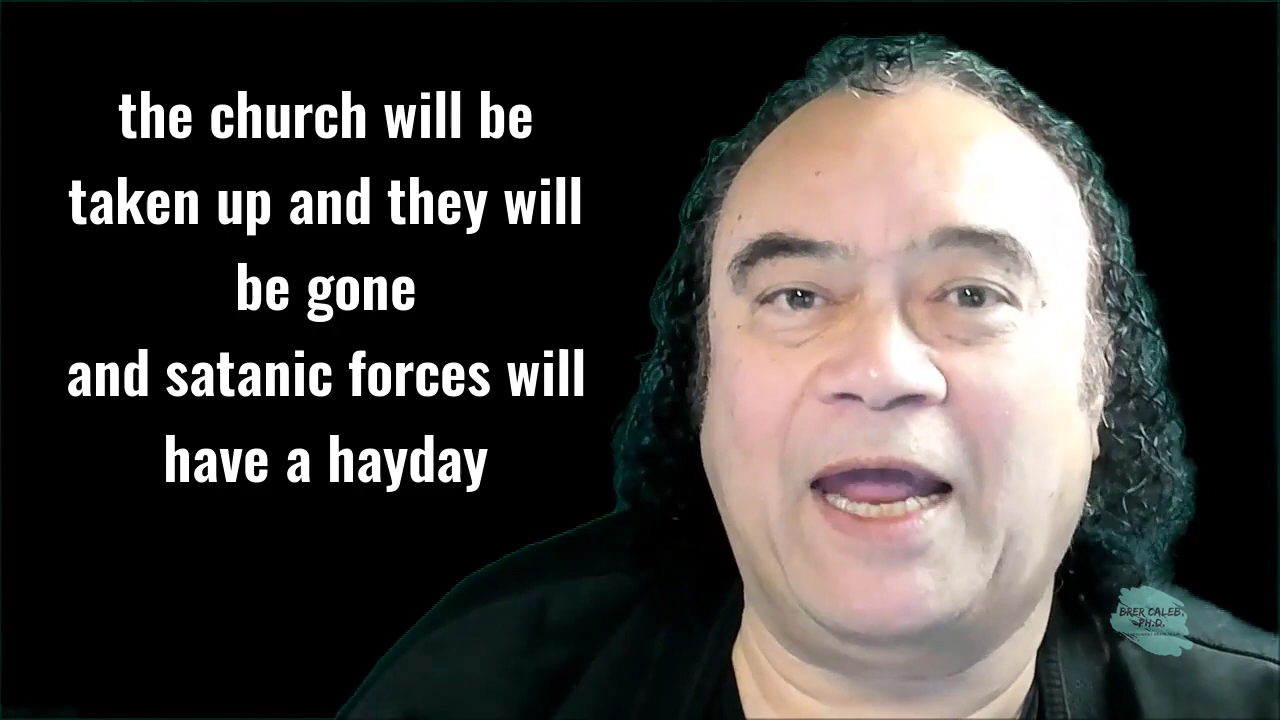 the church will be
taken up and they will
be gone
and satanic forces will
have a hayday
BRER CALEB,
PH.D.